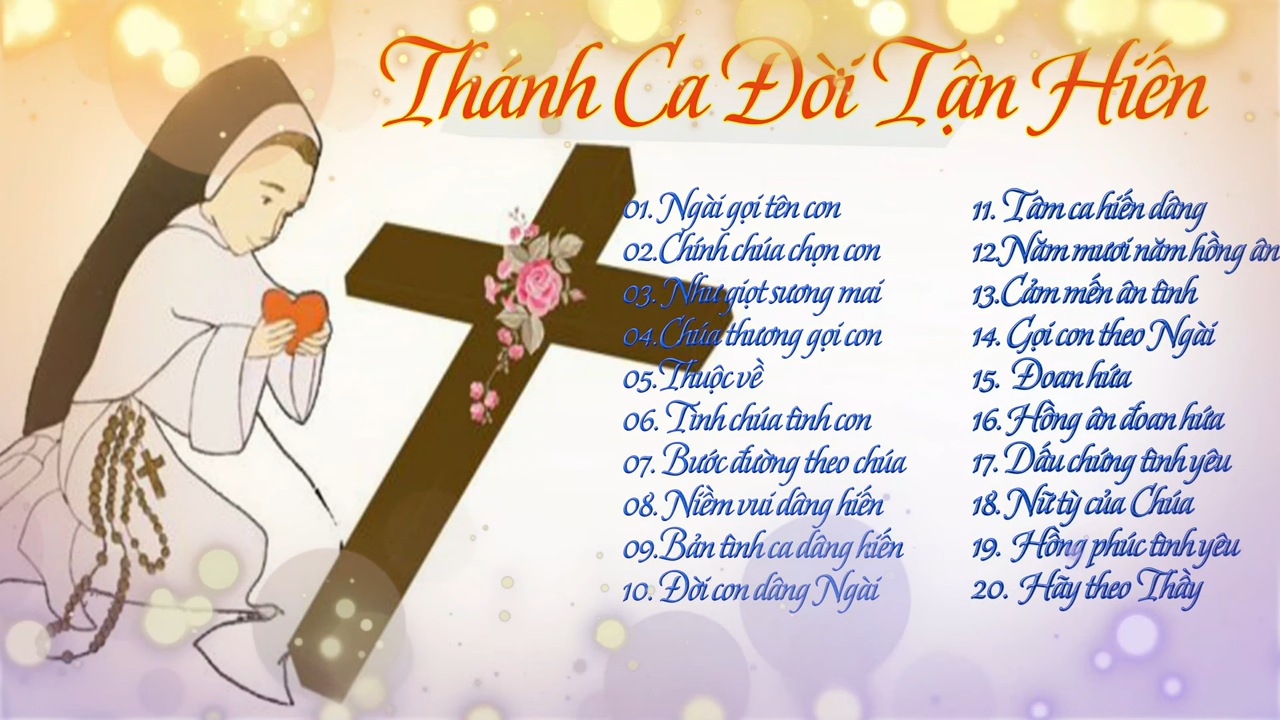 Thánh Ca Đời Tận Hiến
01. Ngài gọi tên con
02.Chính chúa chọn con
03. Như giọt sương mai
04.Chúa thương gọi con
05.Thuộc về
06. Tình chúa tình con
07. Bước đường theo chúa
08. Niềm vui dâng hiến
09.Bản tình ca dâng hiến
10. Đời con dâng Ngài
11. Tâm ca hiến dâng
12.Năm mươi năm hồng ân
13.Cảm mến ân tình
14. Gọi con theo Ngài
15. Đoan hứa
16. Hồng ân đoan hứa
17. Dấu chứng tình yêu
18. Nữ tỳ của Chúa
19. Hồng phúc tình yêu
20. Hãy theo Thầy